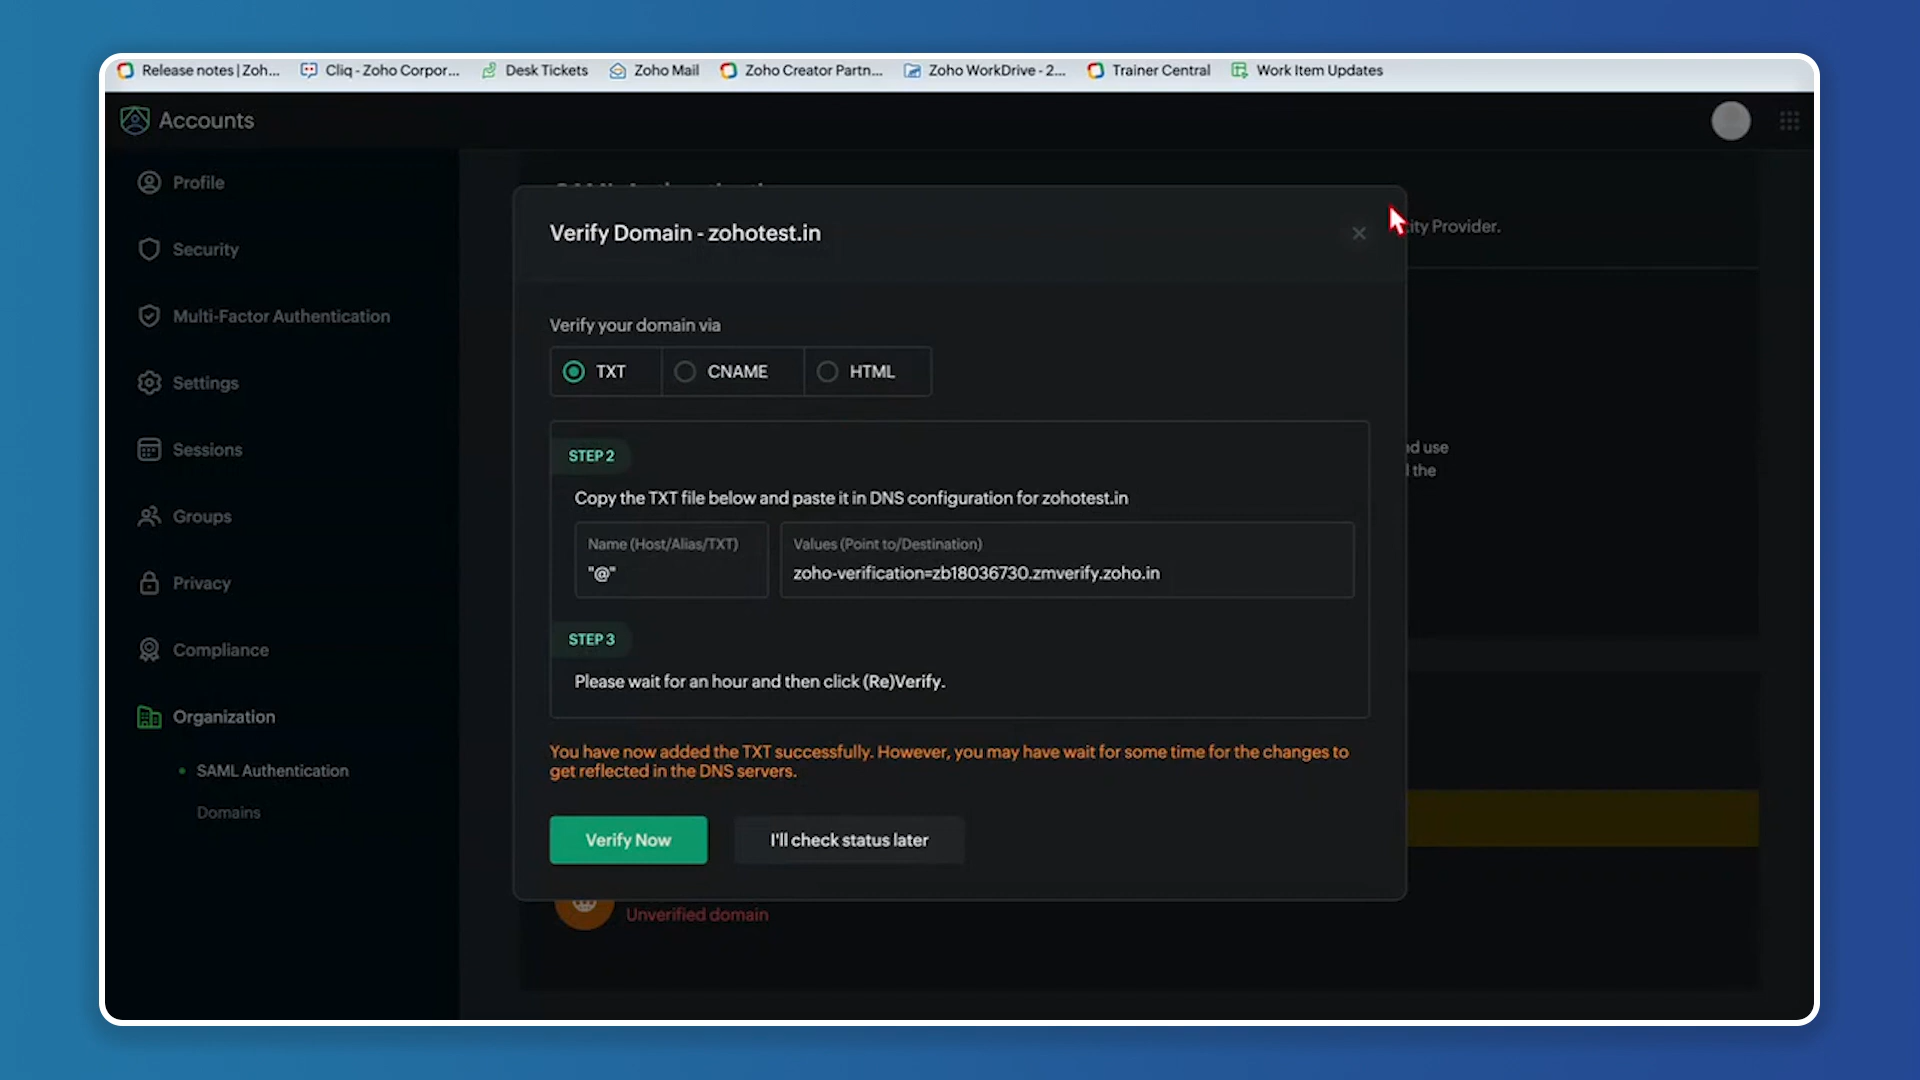 Release notes | Zoh...
Cliq - Zoho Corpor...
Desk Tickets
Zoho Mail
Zoho Creator Partn...
Zoho WorkDrive - 2...
Trainer Central
Work Item Updates
Accounts
Profile
Security
Multi-Factor Authentication
Settings
Sessions
Groups
Privacy
Compliance
Organization
SAML Authentication
Domains
ity Provider.
Verify Domain - zohotest.in
Verify your domain via
TXT
CNAME
HTML
STEP 2
Copy the TXT file below and paste it in DNS configuration for zohotest.in
Name (Host/Alias/TXT)
"@"
Values (Point to/Destination)
zoho-verification=zb18036730.zmverify.zoho.in
STEP 3
Please wait for an hour and then click (Re)Verify.
You have now added the TXT successfully. However, you may have wait for some time for the changes to
get reflected in the DNS servers.
Verify Now
I'll check status later
use
the
Unverified domain